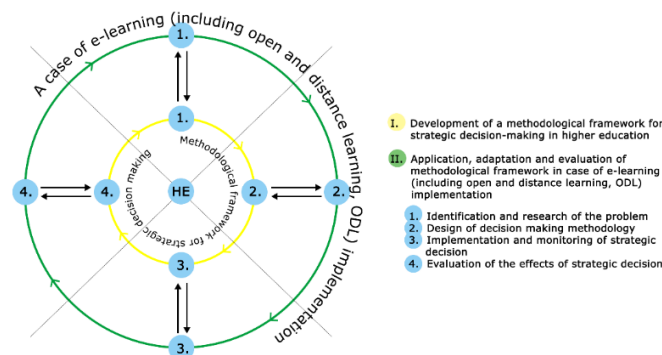 A case of e-learning (including open and distance learning, ODL) implementation
1.
1.
Methodological framework for strategic decision making
4.
4.
HE
2.
2.
3.
3.
I. Development of a methodological framework for
strategic decision-making in higher education
II. Application, adaptation and evaluation of
methodological framework in case of e-learning
(including open and distance learning, ODL)
implementation
1. Identification and research of the problem
2. Design of decision making methodology
3. Implementation and monitoring of strategic
decision
4. Evaluation of the effects of strategic decision